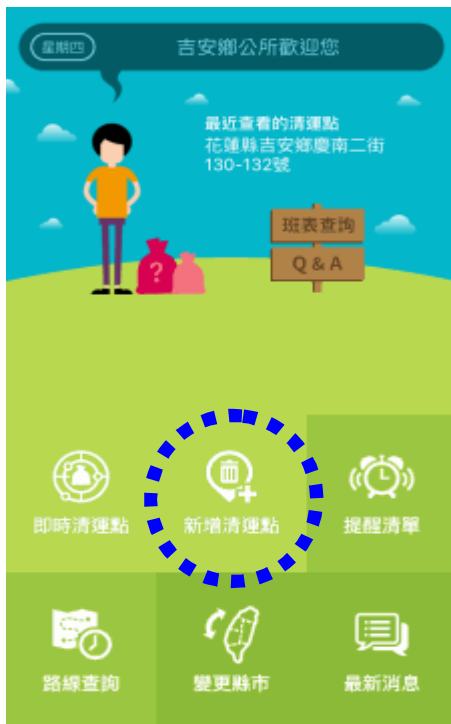 星期四
吉安鄉公所歡迎您
最近查看的清運點
花蓮縣吉安鄉慶南二街
130-132號
班表查詢
Q & A
?
即時清運點
新增清運點
提醒清單
路線查詢
變更縣市
最新消息